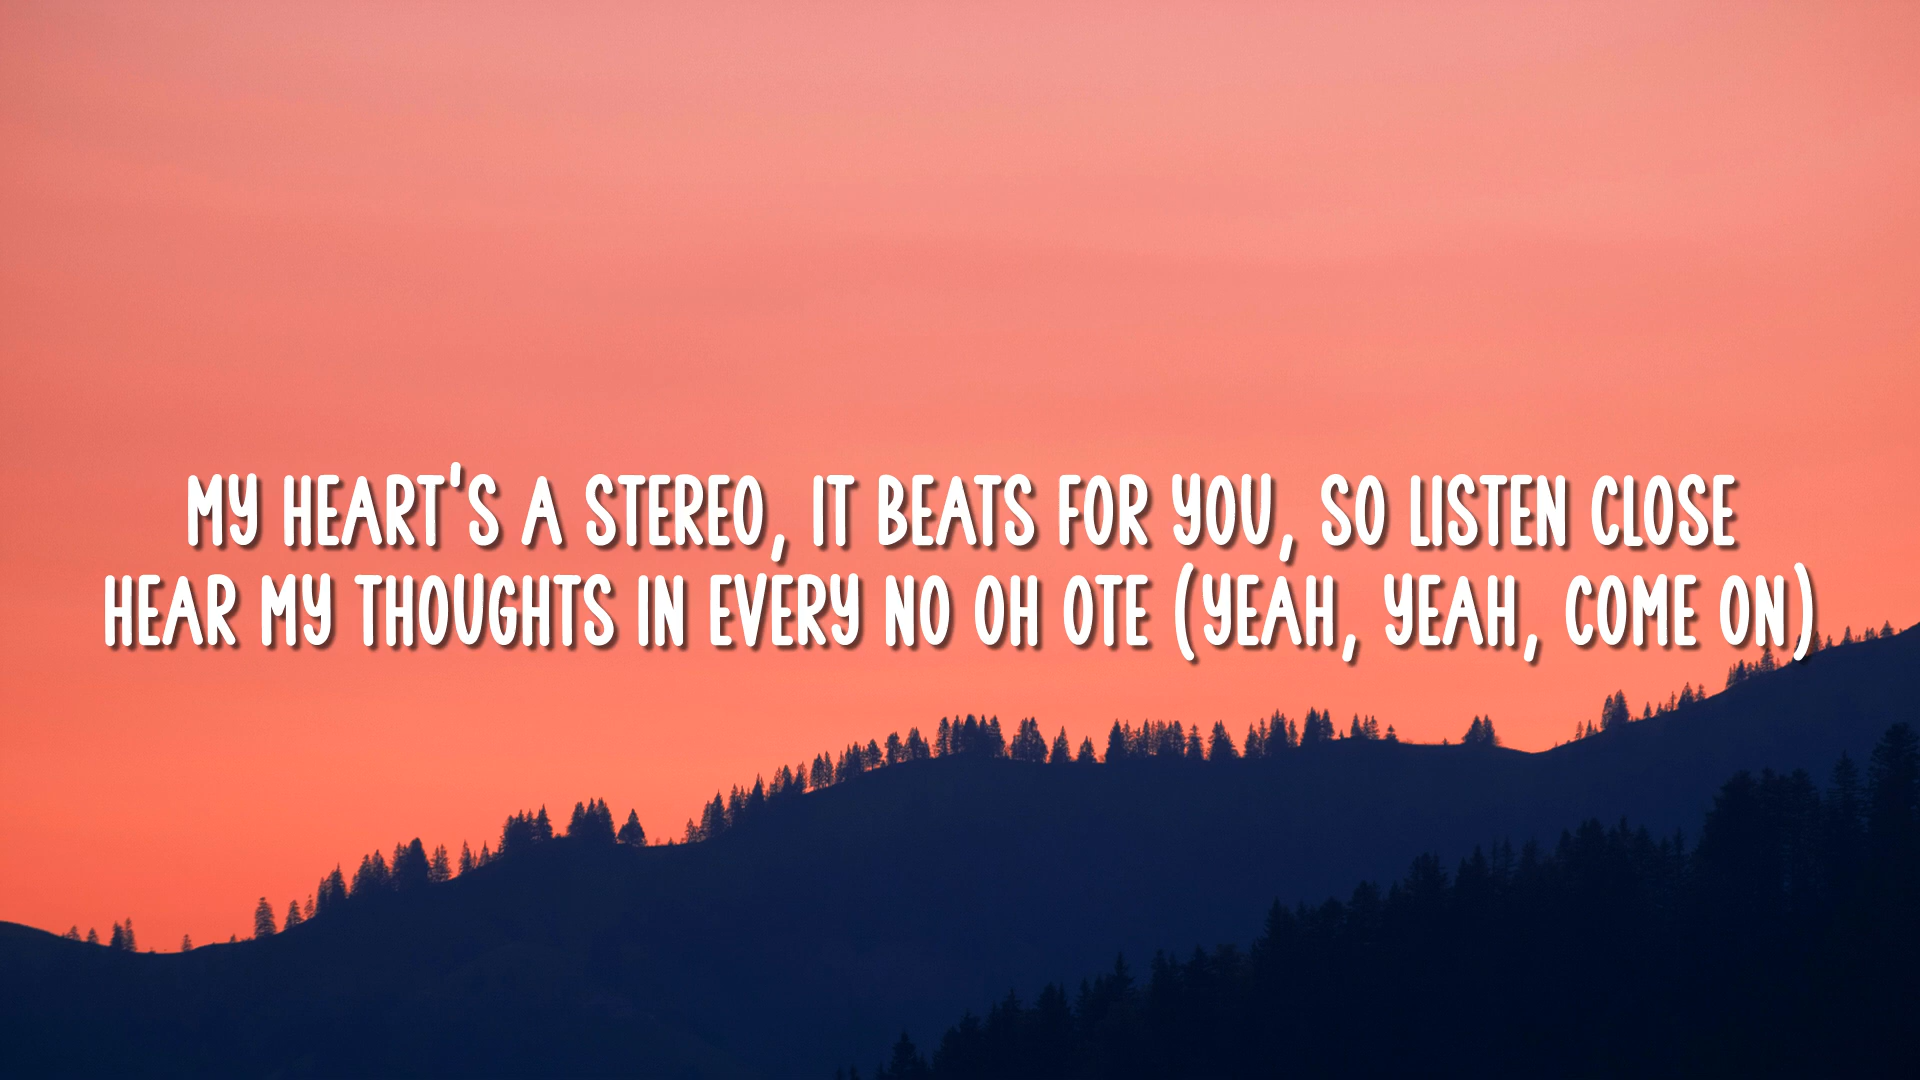 MY HEART'S A STEREO, IT BEATS FOR YOU, SO LISTEN CLOSE
HEAR MY THOUGHTS IN EVERY NO OH OTE (YEAH, YEAH, COME ON)